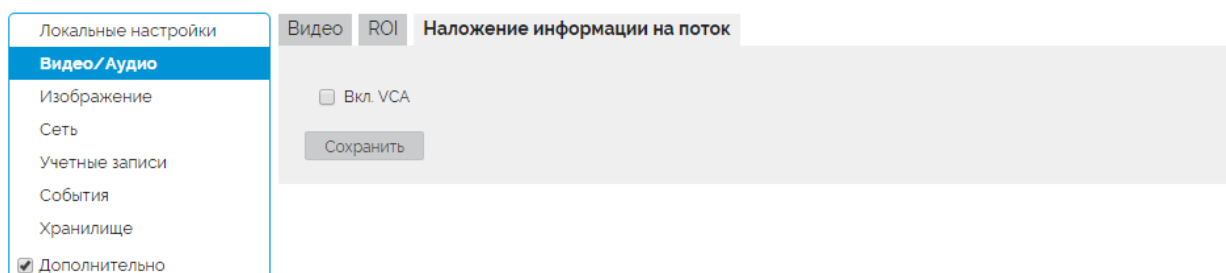 Локальные настройки
Видео/Аудио
Изображение
Сеть
Учетные записи
События
Хранилище
Дополнительно
Видео ROI Наложение информации на поток
Вкл. VCA
Сохранить